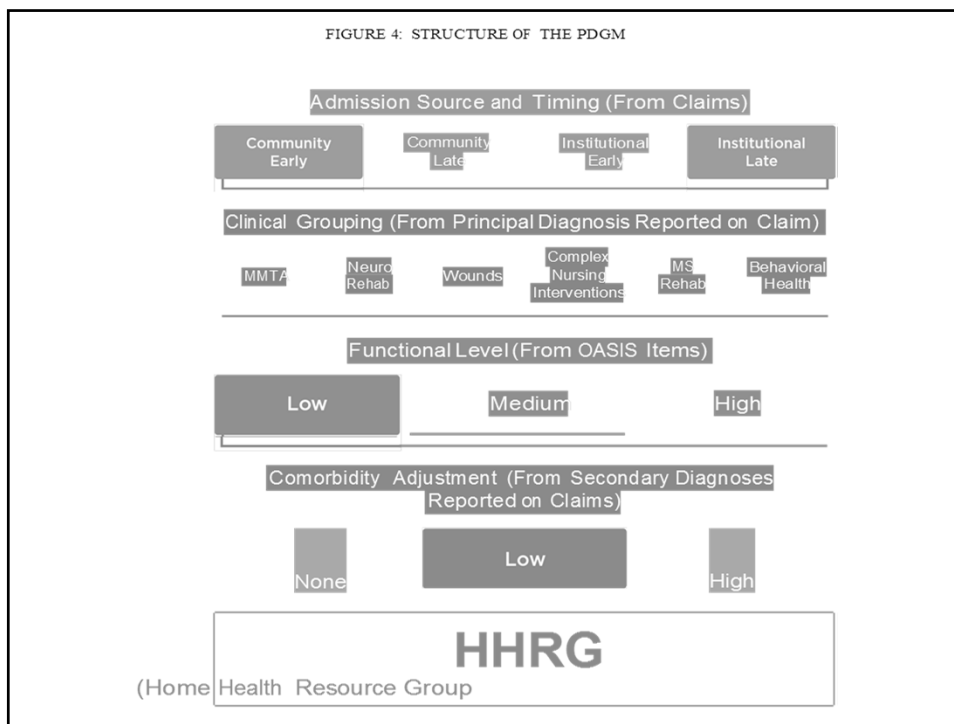 FIGURE 4: STRUCTURE OF THE PDGM
Admission Source and Timing (From Claims)
Community
Early
Community
Late
Institutional
Early
Institutional
Late
Clinical Grouping (From Principal Diagnosis Reported on Claim)
MMTA
Neuro
Rehab
Wounds
Complex
Nursing
Interventions
MS
Rehab
Behavioral
Health
Functional Level (From OASIS Items)
Low
Medium
High
Comorbidity Adjustment (From Secondary Diagnoses
Reported on Claims)
None
Low
High
HHRG
(Home Health Resource Group